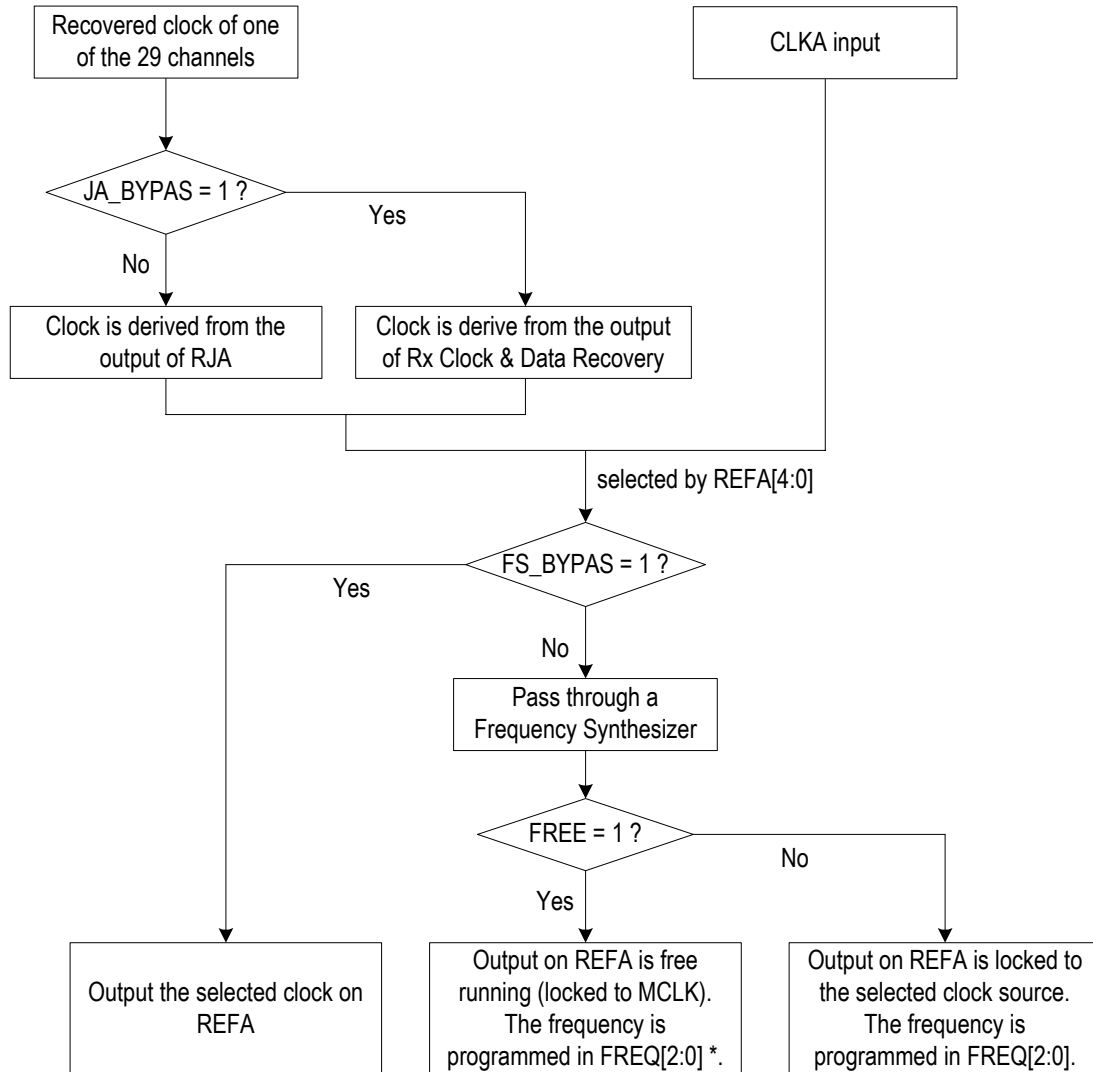 Recovered clock of one
of the 29 channels
CLKA input
JA_BYPAS = 1 ?
Yes
No
Clock is derived from the
output of RJA
Clock is derive from the output
of Rx Clock & Data Recovery
selected by REFA[4:0]
FS_BYPAS = 1 ?
Yes
No
Pass through a
Frequency Synthesizer
FREE = 1 ?
No
Yes
Output the selected clock on
REFA
Output on REFA is free
running (locked to MCLK).
The frequency is
programmed in FREQ[2:0] *.
Output on REFA is locked to
the selected clock source.
The frequency is
programmed in FREQ[2:0].